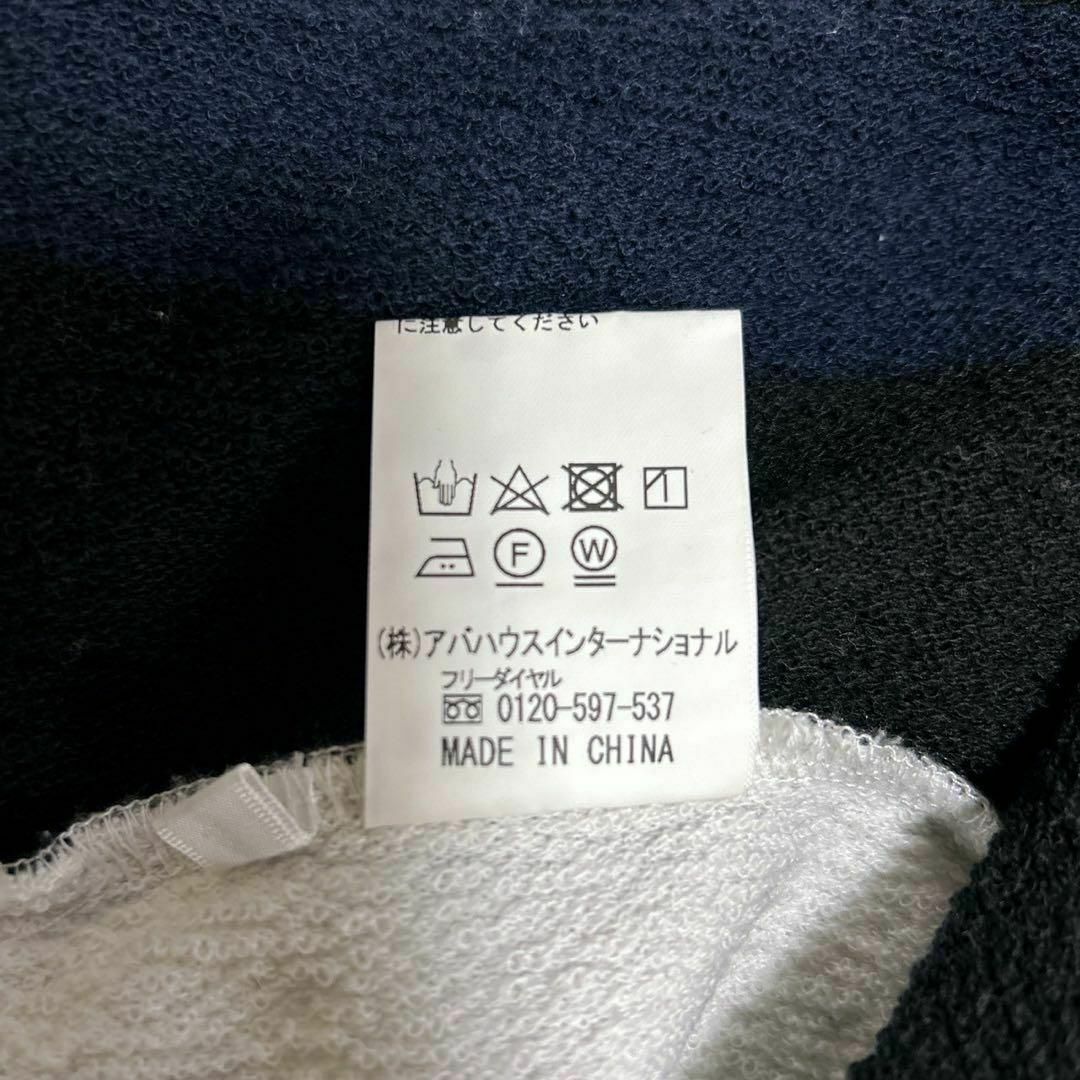 に注意してください
F W
(株)アバハウスインターナショナル
フリーダイヤル
0120-597-537
MADE IN CHINA